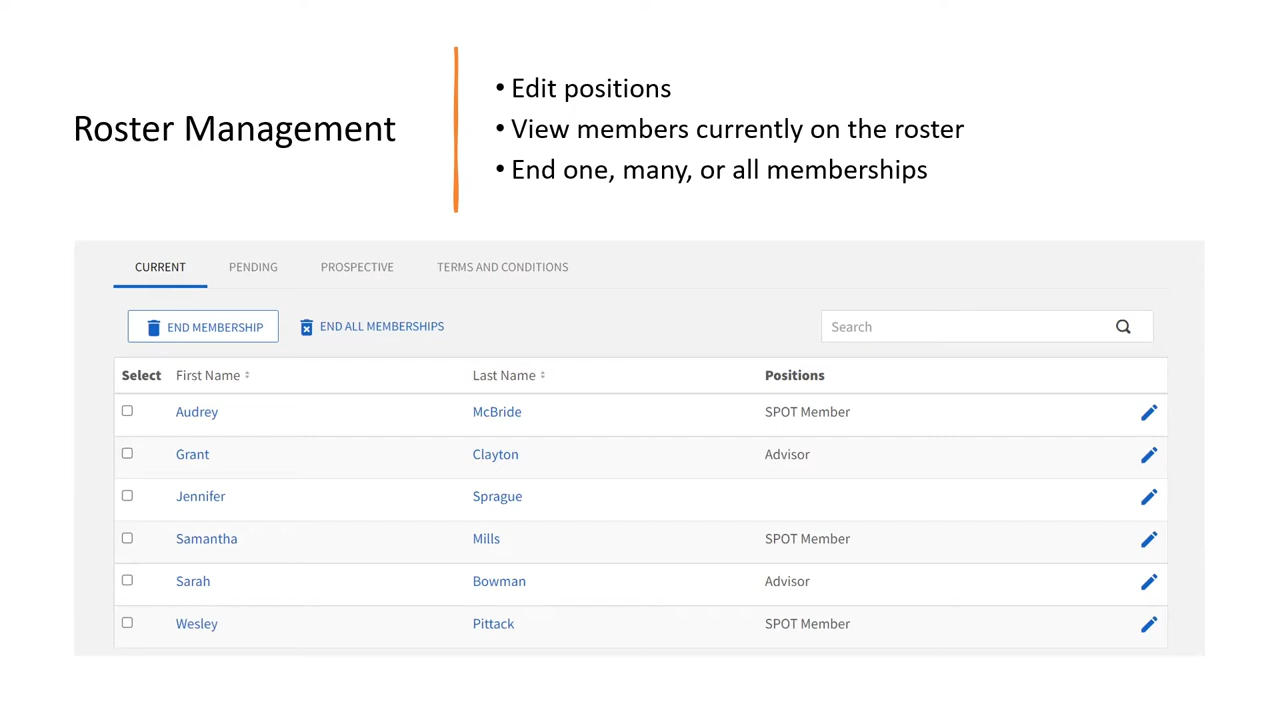 Roster Management
• Edit positions
• View members currently on the roster
• End one, many, or all memberships
CURRENT PENDING PROSPECTIVE TERMS AND CONDITIONS
END MEMBERSHIP END ALL MEMBERSHIPS Search
Select First Name Last Name Positions
Audrey McBride SPOT Member
Grant Clayton Advisor
Jennifer Sprague
Samantha Mills SPOT Member
Sarah Bowman Advisor
Wesley Pittack SPOT Member